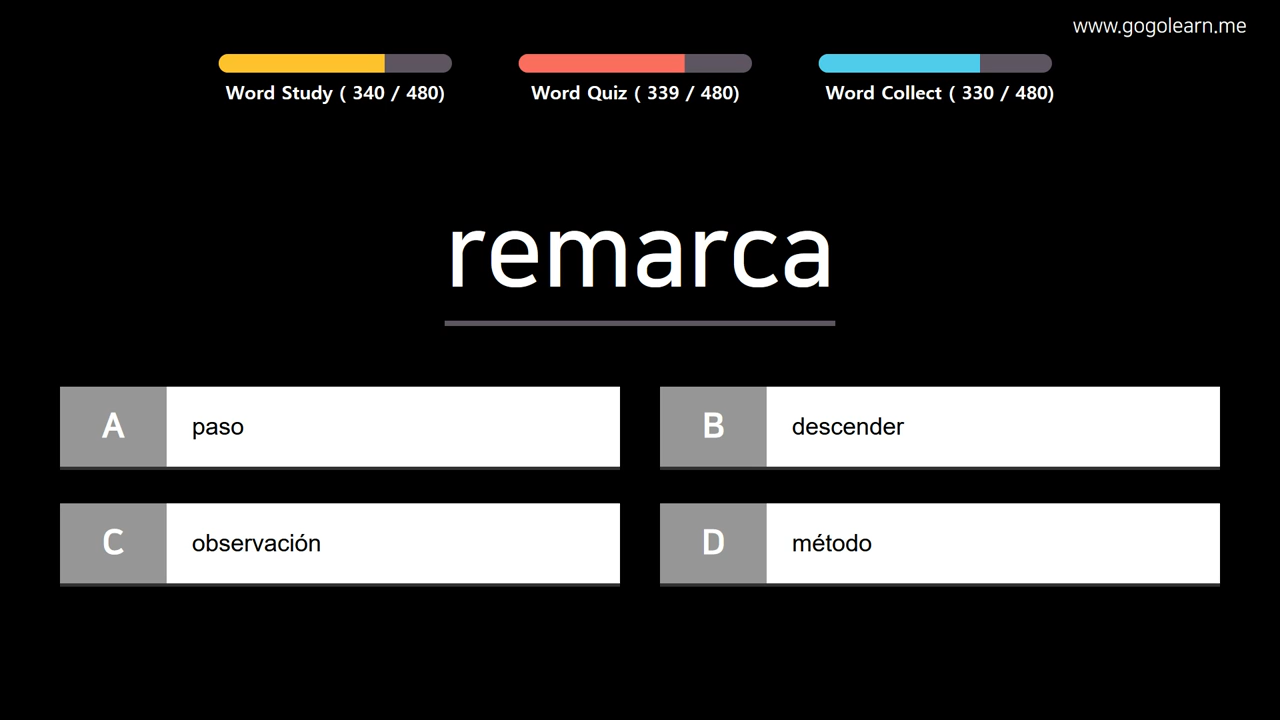 www.gogolearn.me
Word Study ( 340 / 480)
Word Quiz ( 339 / 480)
Word Collect ( 330 / 480)
remarca
A paso
B descender
C observación
D método